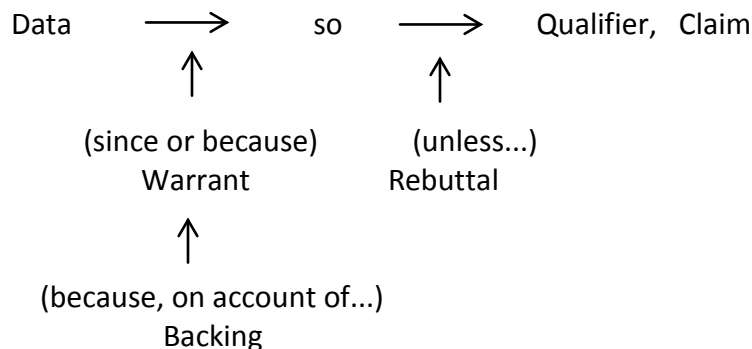 Data so Qualifier, Claim
(since or because) (unless...)
Warrant Rebuttal
(because, on account of...)
Backing